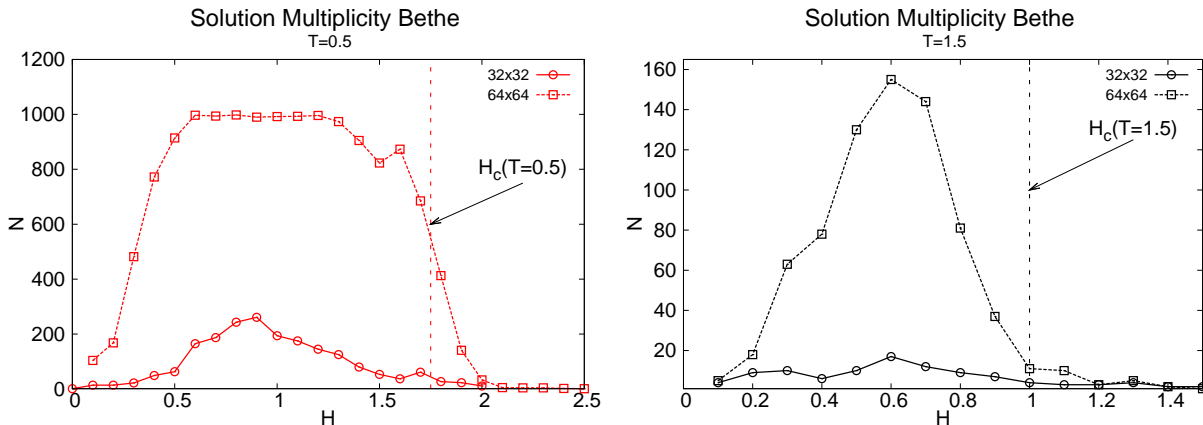 Solution Multiplicity Bethe
T=0.5
1200
1000
800
600
400
200
0
N
32x32
64x64
H_c(T=0.5)
0
0.5
1
1.5
2
2.5
H
Solution Multiplicity Bethe
T=1.5
160
140
120
100
80
60
40
20
N
32x32
64x64
H_c(T=1.5)
0
0.2
0.4
0.6
0.8
1
1.2
1.4
H